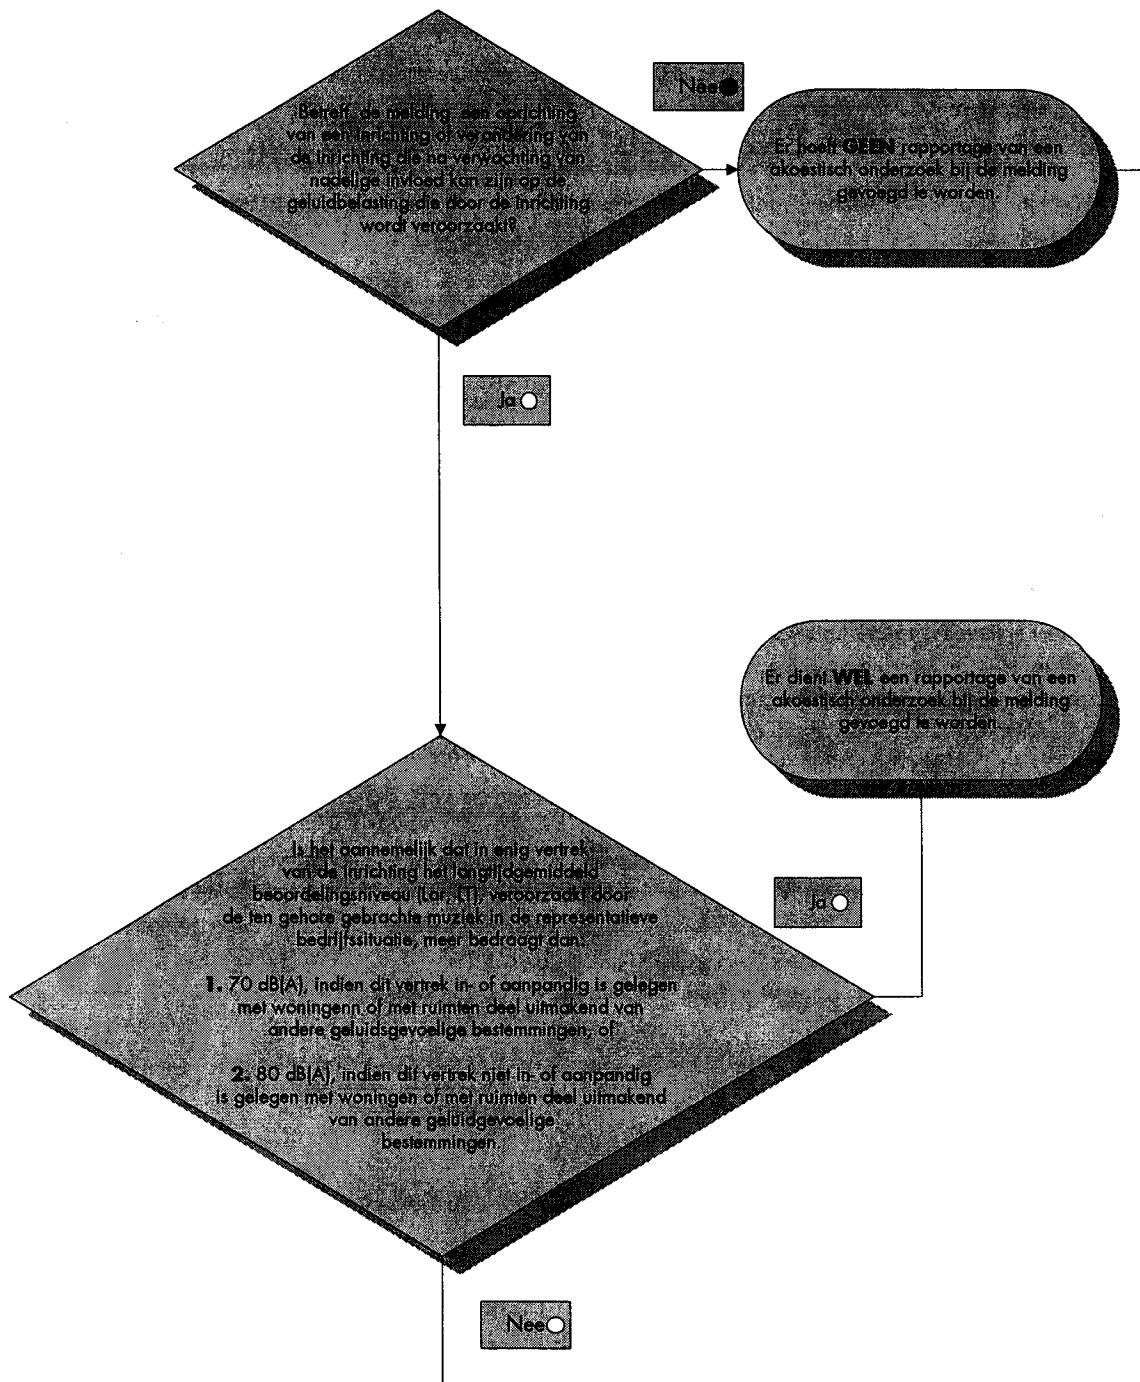 Betreft de melding een oprichting
van een inrichting of verandering van
de inrichting die na verwachting van
nadelige invloed kan zijn op de
geluidbelasting die door de inrichting
wordt veroorzaakt?
Nee
Er hoeft GEEN rapportage van een
akoestisch onderzoek bij de melding
gevoegd te worden.
Ja
Er dient WEL een rapportage van een
akoestisch onderzoek bij de melding
gevoegd te worden.
Is het aannemelijk dat in enig vertrek
van de inrichting het langtijdgemiddeld
beoordelingsniveau (Lar, LT), veroorzaakt door
de ten gehore gebrachte muziek in de representatieve
bedrijfssituatie, meer bedraagt dan:
Ja
1. 70 dB(A), indien dit vertrek in- of aanpandig is gelegen
met woningenn of met ruimten deel uitmakend van
andere geluidsgevoelige bestemmingen, of
2. 80 dB(A), indien dit vertrek niet in- of aanpandig
is gelegen met woningen of met ruimten deel uitmakend
van andere geluidgevoelige
bestemmingen.
Nee